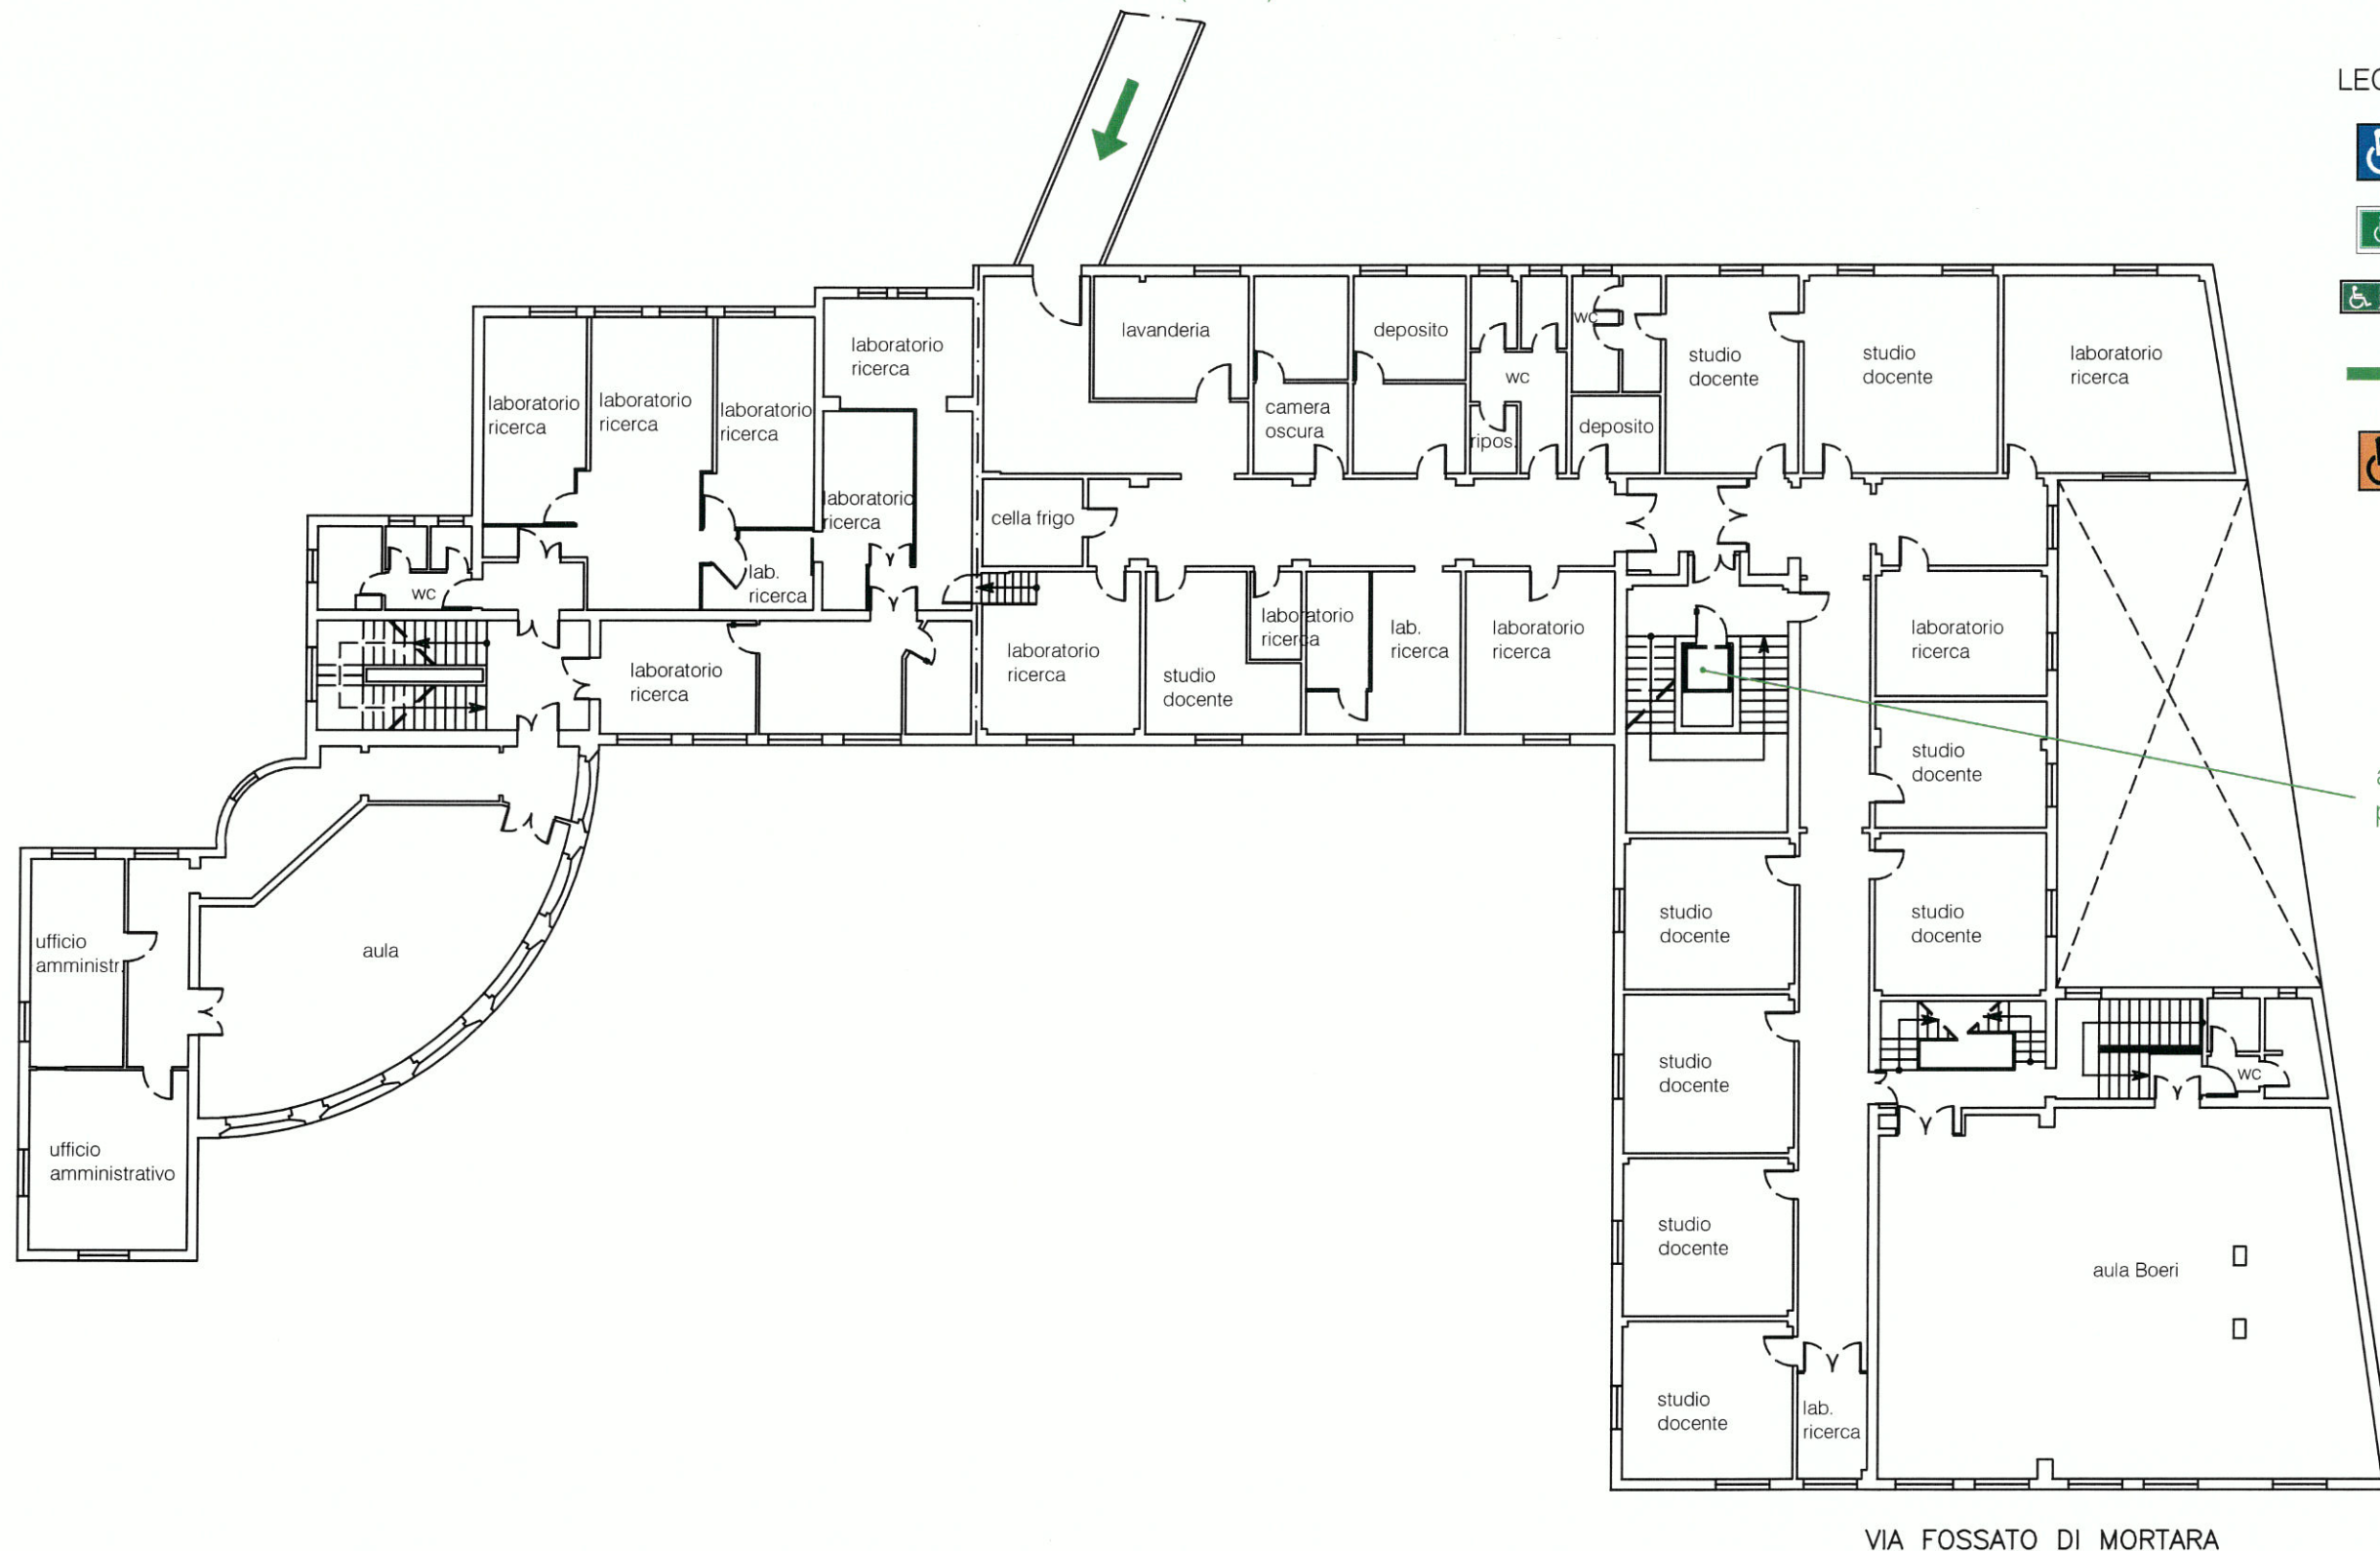 LEG
lavanderia
deposito
wc
studio
docente
studio
docente
laboratorio
ricerca
laboratorio
ricerca
laboratorio
ricerca
laboratorio
ricerca
laboratorio
ricerca
wc
camera
oscura
ripos.
deposito
laboratorio
ricerca
cella frigo
lab.
ricerca
wc
laboratorio
ricerca
laboratorio
ricerca
studio
docente
laboratorio
ricerca
lab.
ricerca
laboratorio
ricerca
laboratorio
ricerca
studio
docente
ufficio
amministr.
aula
studio
docente
studio
docente
studio
docente
wc
ufficio
amministrativo
studio
docente
aula Boeri
studio
docente
lab.
ricerca
VIA FOSSATO DI MORTARA